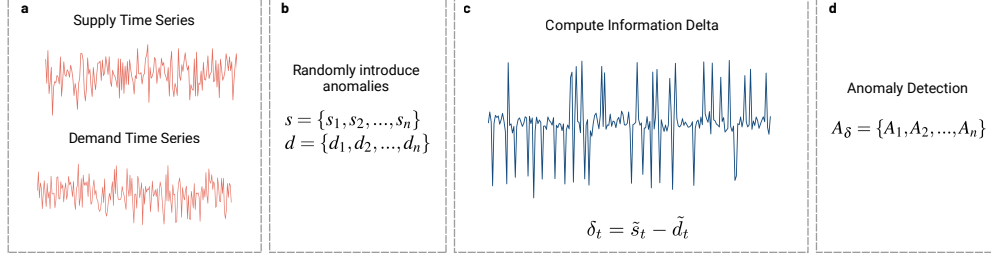 a
Supply Time Series
Demand Time Series
b
Randomly introduce
anomalies
s = {s₁, s₂, ..., sₙ}
d = {d₁, d₂, ..., dₙ}
c
Compute Information Delta
δₜ = s̃ₜ − d̃ₜ
d
Anomaly Detection
A_δ = {A₁, A₂, ..., Aₙ}